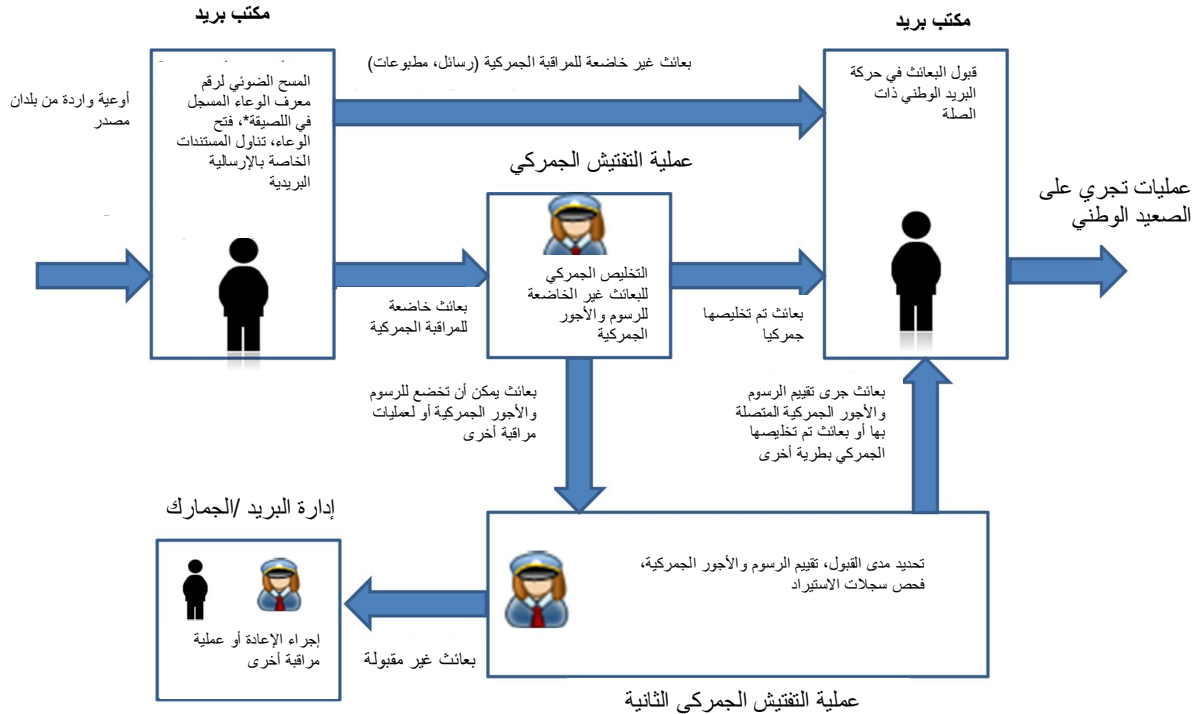 مكتب بريد
مكتب بريد
أوعية واردة من بلدان
مصدر
المسح الضوئي لرقم
معرف الوعاء المسجل
في اللصيقة*، فتح
الوعاء، تناول المستندات
الخاصة بالإرسالية
البريدية
بعائث غير خاضعة للمراقبة الجمركية (رسائل، مطبوعات)
قبول البعائث في حركة
البريد الوطني ذات
الصلة
عملية التفتيش الجمركي
التخليص الجمركي
للبعائث غير الخاضعة
للرسوم والأجور
الجمركية
عمليات تجري على
الصعيد الوطني
بعائث خاضعة
للمراقبة الجمركية
بعائث تم تخليصها
جمركيا
بعائث يمكن أن تخضع للرسوم
والأجور الجمركية أو لعمليات
مراقبة أخرى
بعائث جرى تقييم الرسوم
والأجور الجمركية المتصلة
بها أو بعائث تم تخليصها
الجمركي بطرية أخرى
إدارة البريد /الجمارك
إجراء الإعادة أو عملية
مراقبة أخرى
بعائث غير مقبولة
تحديد مدى القبول، تقييم الرسوم والأجور الجمركية،
فحص سجلات الاستيراد
عملية التفتيش الجمركي الثانية